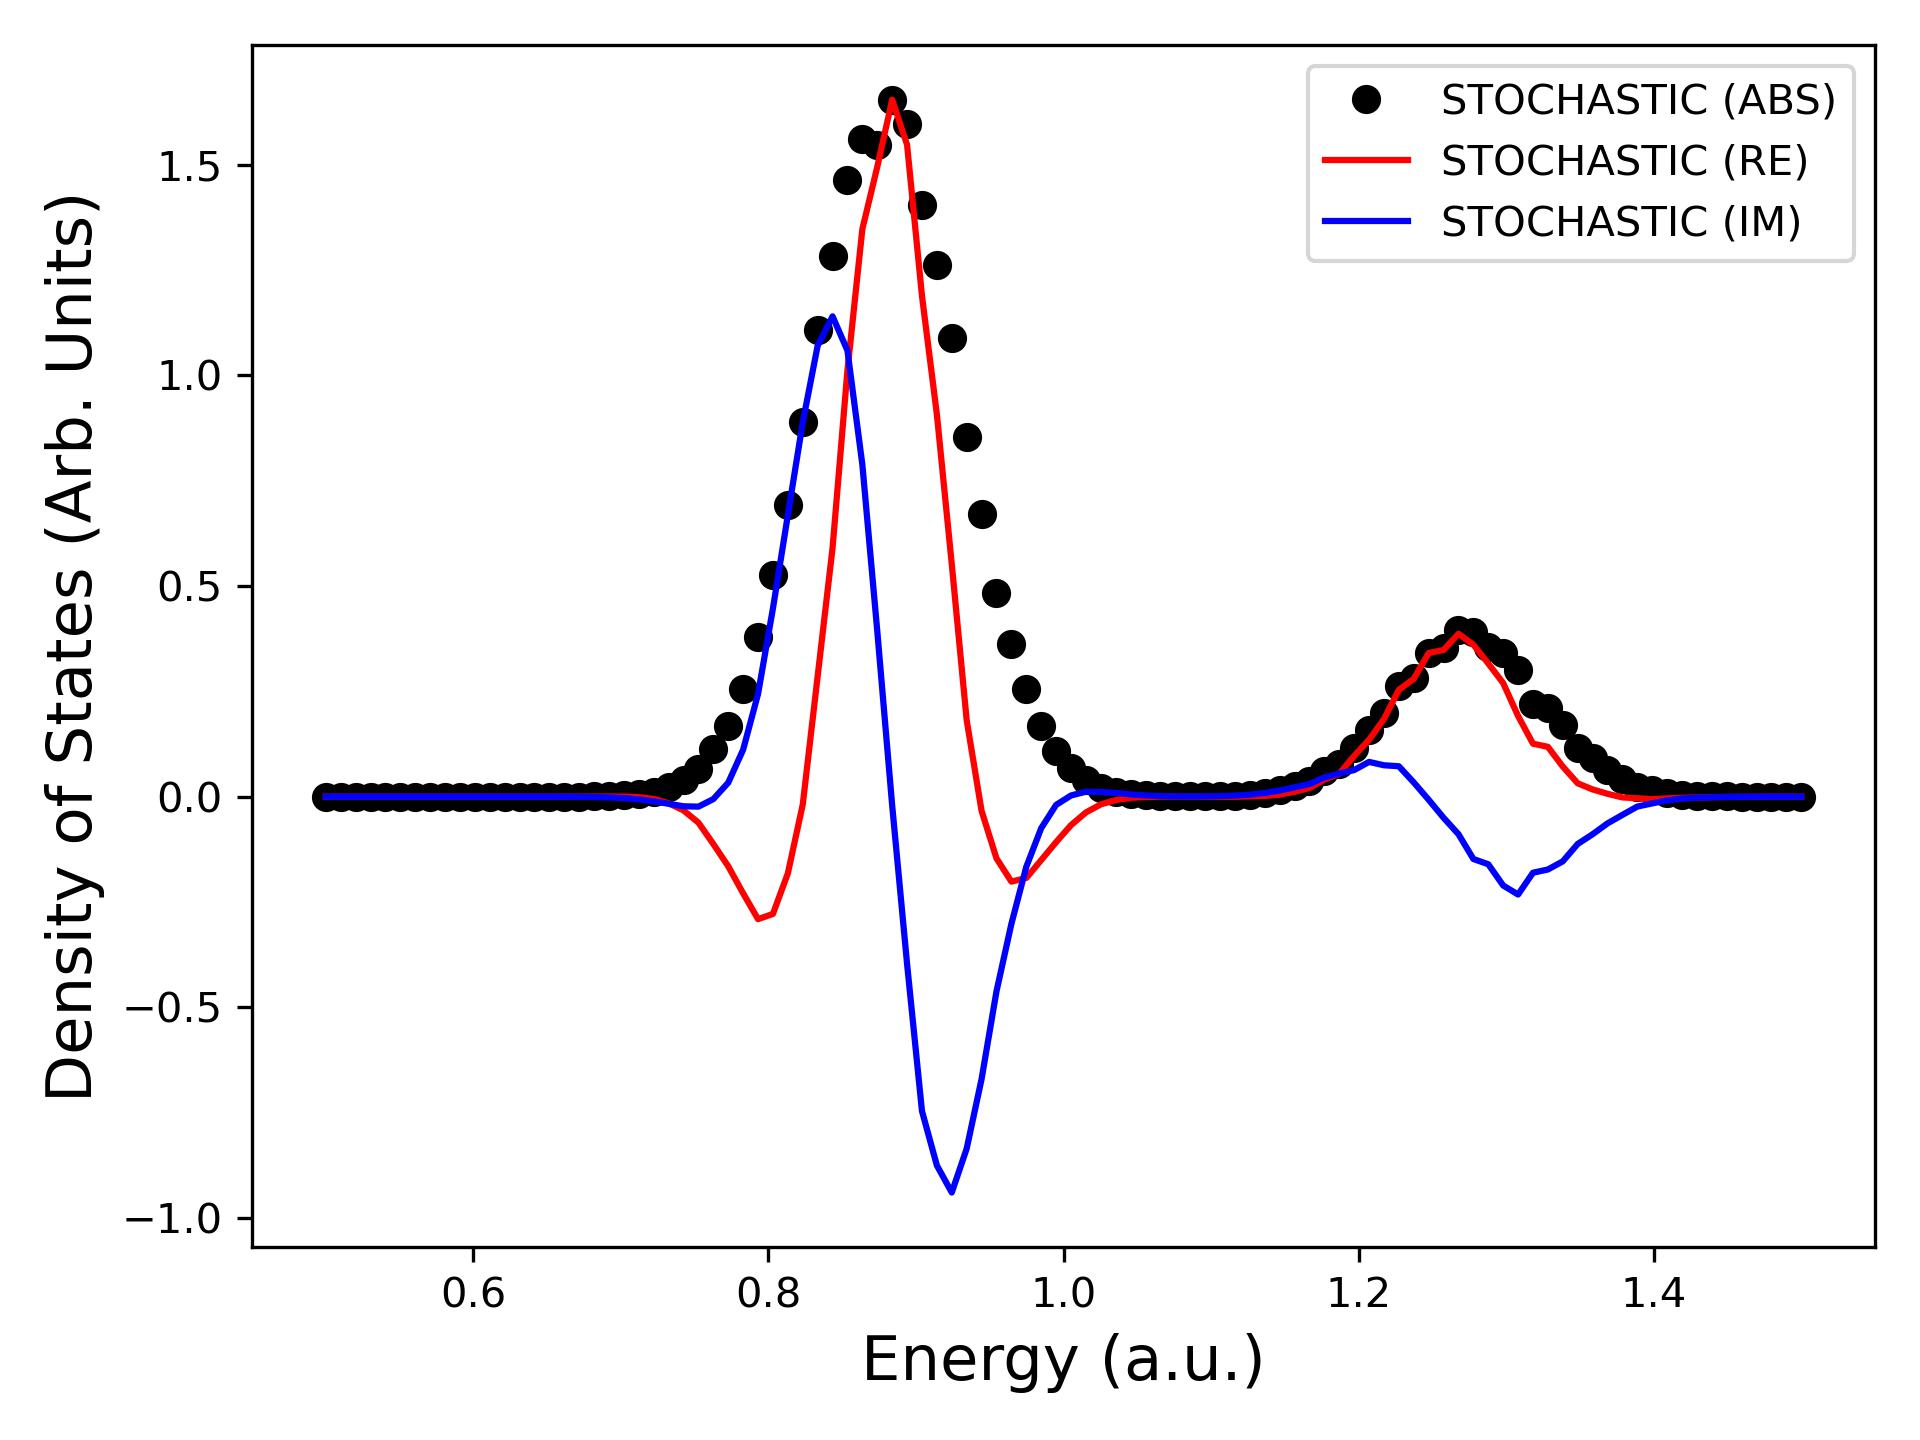 STOCHASTIC (ABS)
STOCHASTIC (RE)
STOCHASTIC (IM)
Density of States (Arb. Units)
1.5
1.0
0.5
0.0
−0.5
−1.0
0.6 0.8 1.0 1.2 1.4
Energy (a.u.)